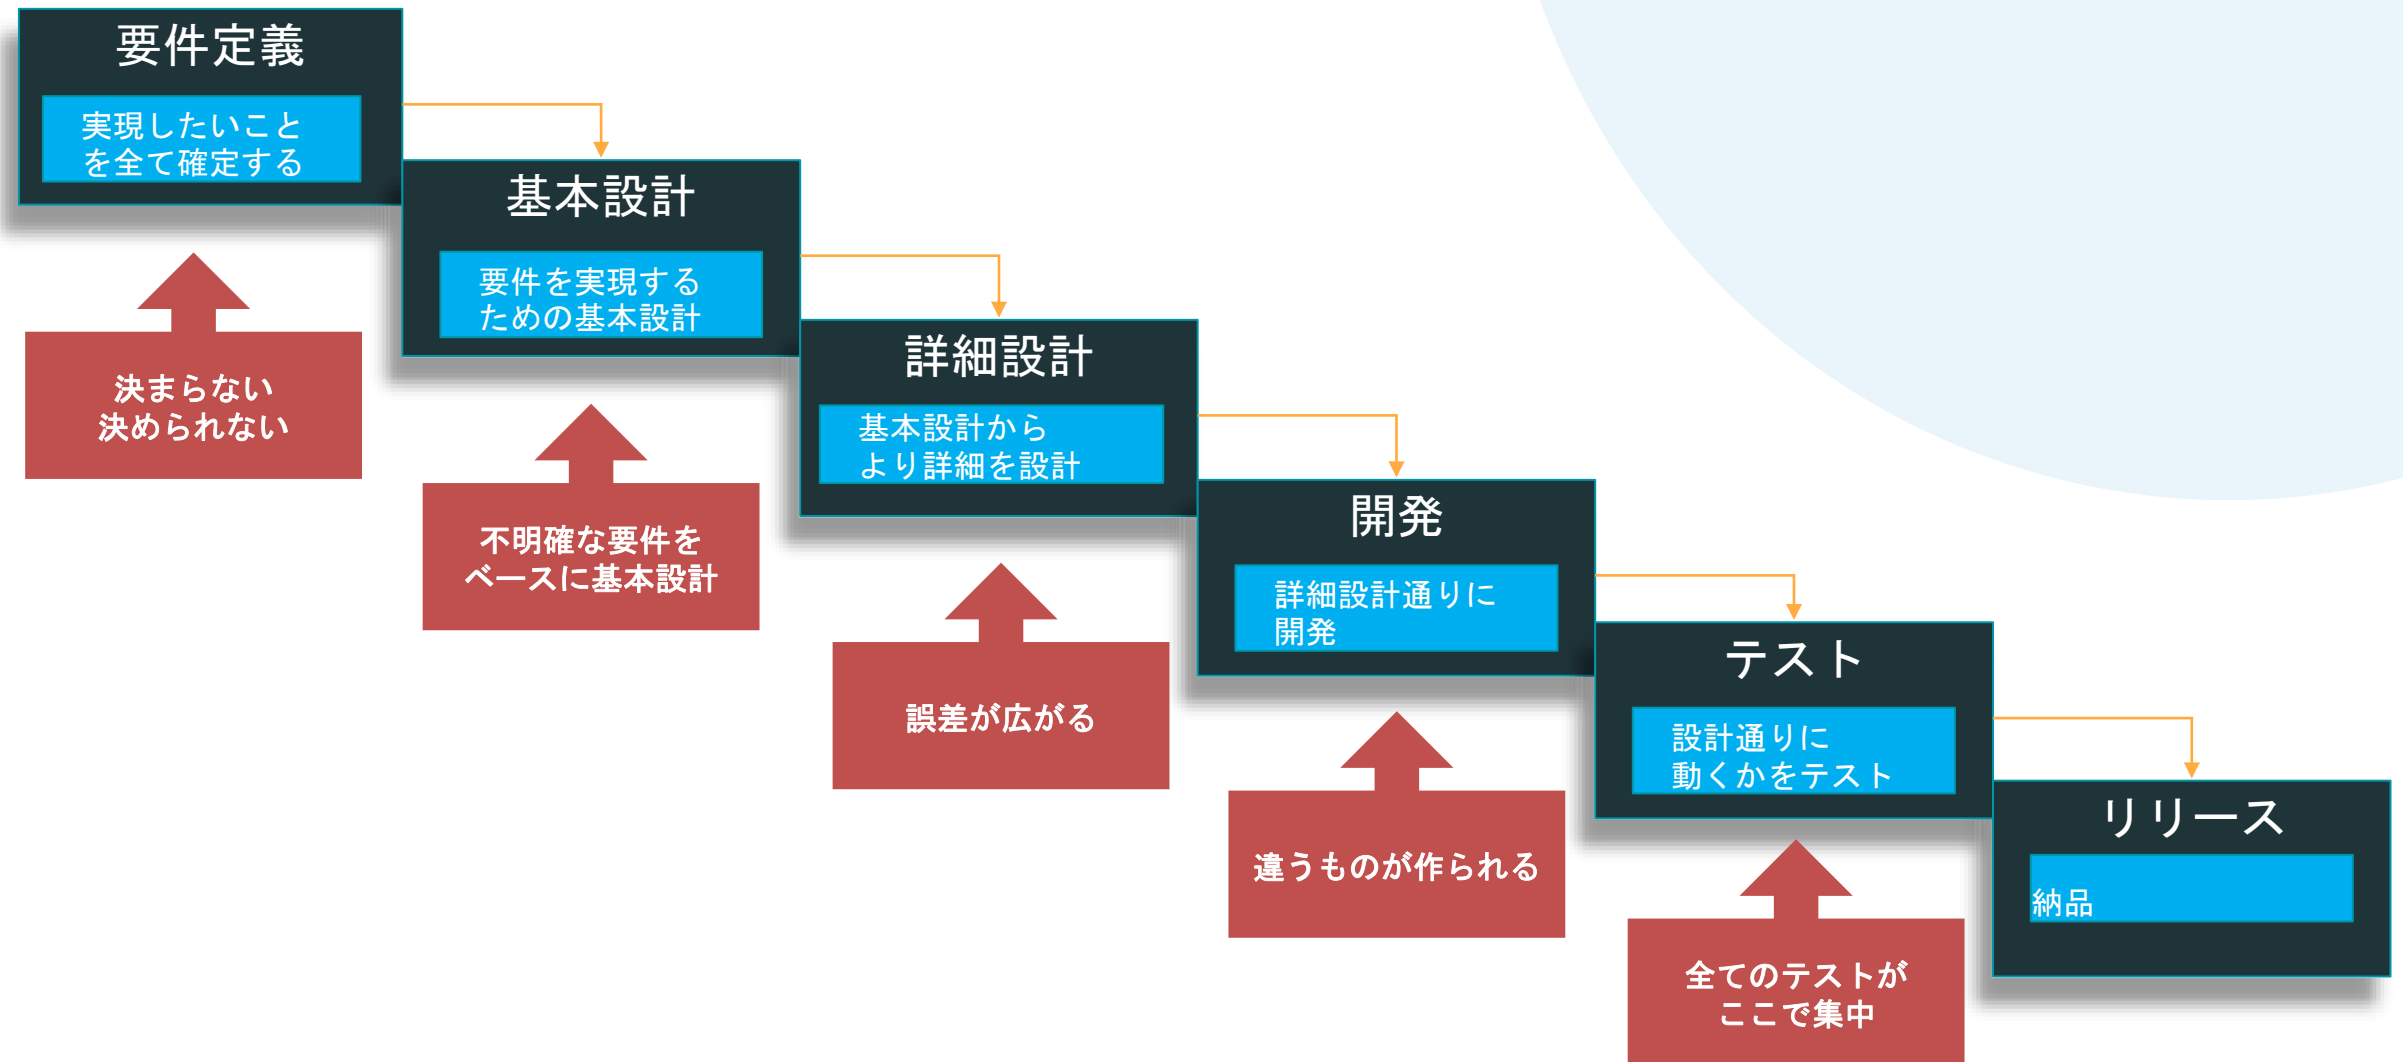 要件定義
実現したいこと
を全て確定する
決まらない
決められない
基本設計
要件を実現する
ための基本設計
不明確な要件を
ベースに基本設計
詳細設計
基本設計から
より詳細を設計
誤差が広がる
開発
詳細設計通りに
開発
違うものが作られる
テスト
設計通りに
動くかをテスト
全てのテストが
ここで集中
リリース
納品